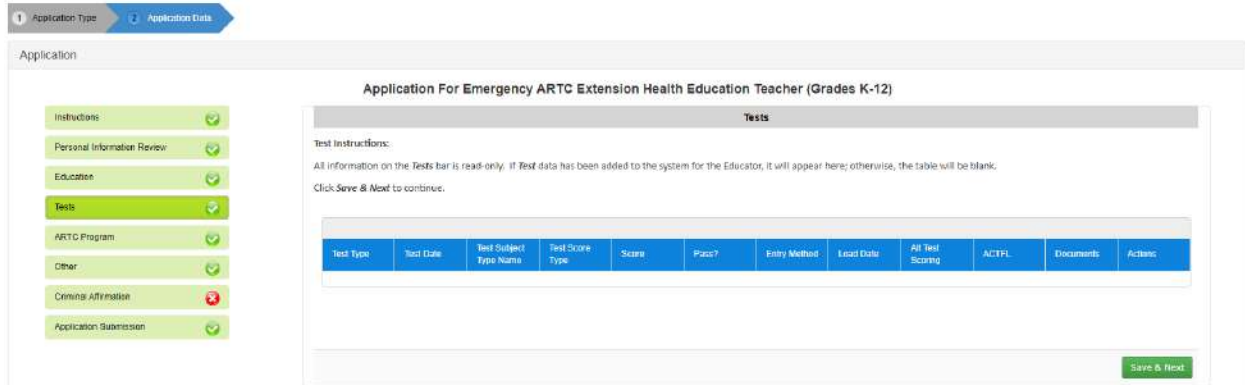 1 Application Type 2 Application Data
Application
Application For Emergency ARTC Extension Health Education Teacher (Grades K-12)
Instructions
Personal Information Review
Education
Tests
ARTC Program
Other
Criminal Affirmation
Application Submission
Tests
Test Instructions:
All information on the Tests bar is read-only. If Test data has been added to the system for the Educator, it will appear here; otherwise, the table will be blank.
Click Save & Next to continue.
Test Type Test Date Test Subject Type Name Test Score Type Score Pass? Entry Method Load Date Alt Test Scoring ACTFL Documents Actions
Save & Next